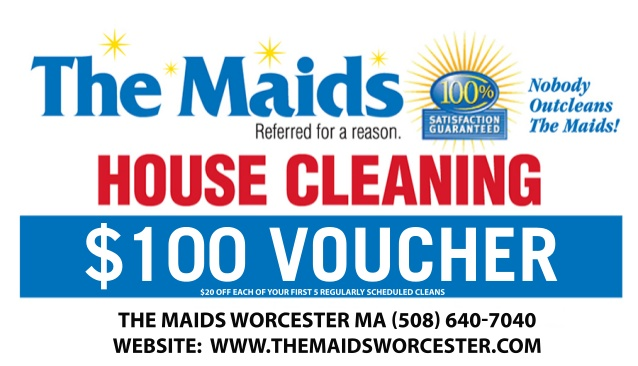 The Maids
Referred for a reason.
100%
SATISFACTION
GUARANTEED
Nobody
Outcleans
The Maids!
HOUSE CLEANING
$100 VOUCHER
$20 OFF EACH OF YOUR FIRST 5 REGULARLY SCHEDULED CLEANS
THE MAIDS WORCESTER MA (508) 640-7040
WEBSITE: WWW.THEMAIDSWORCESTER.COM